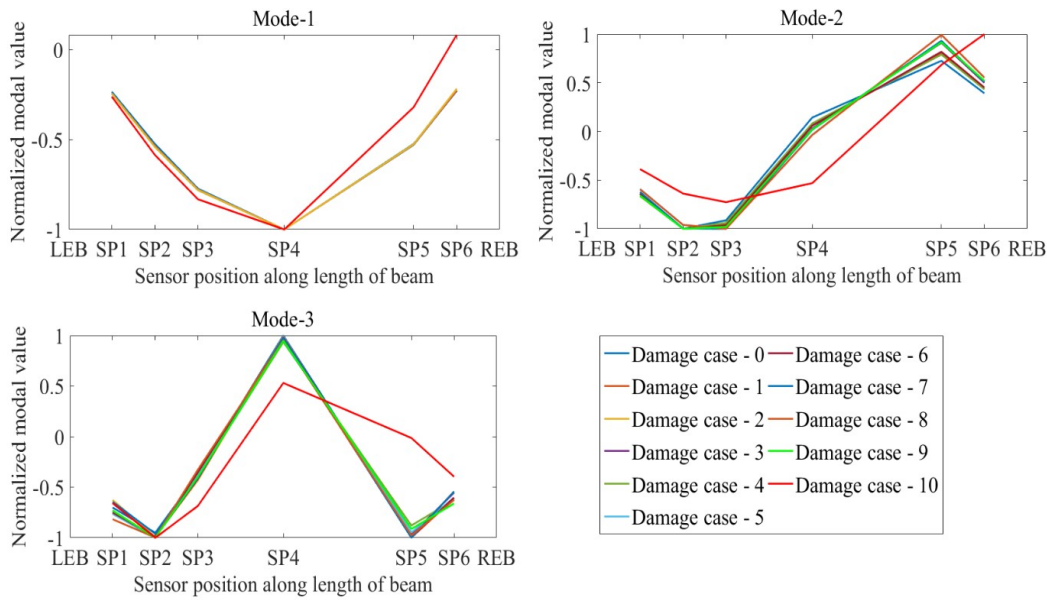 Mode-1
Normalized modal value
0
-0.5
-1
LEB SP1 SP2 SP3 SP4 SP5 SP6 REB
Sensor position along length of beam
Mode-2
Normalized modal value
1
0.5
0
-0.5
-1
LEB SP1 SP2 SP3 SP4 SP5 SP6 REB
Sensor position along length of beam
Mode-3
Normalized modal value
1
0.5
0
-0.5
-1
LEB SP1 SP2 SP3 SP4 SP5 SP6 REB
Sensor position along length of beam
Damage case - 0
Damage case - 1
Damage case - 2
Damage case - 3
Damage case - 4
Damage case - 5
Damage case - 6
Damage case - 7
Damage case - 8
Damage case - 9
Damage case - 10